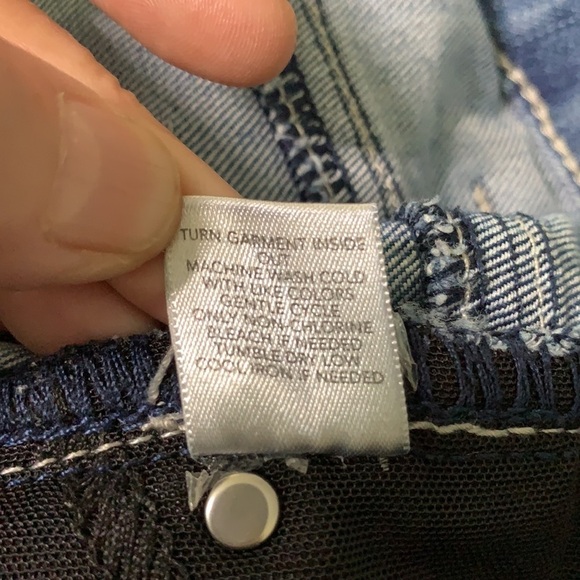 TURN GARMENT INSIDE
OUT
MACHINE WASH COLD
WITH LIKE COLORS
GENTLE CYCLE
ONLY NON-CHLORINE
BLEACH IF NEEDED
TUMBLE DRY LOW
COOL IRON IF NEEDED